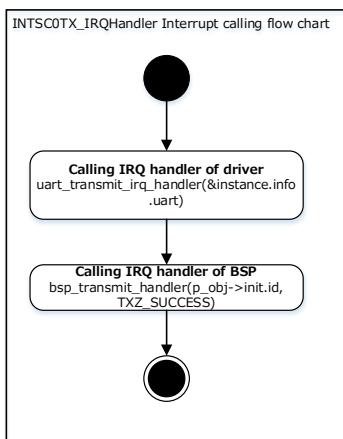 INTSC0TX_IRQHandler Interrupt calling flow chart
Calling IRQ handler of driver
uart_transmit_irq_handler(&instance.info
.uart)
Calling IRQ handler of BSP
bsp_transmit_handler(p_obj->init.id,
TXZ_SUCCESS)